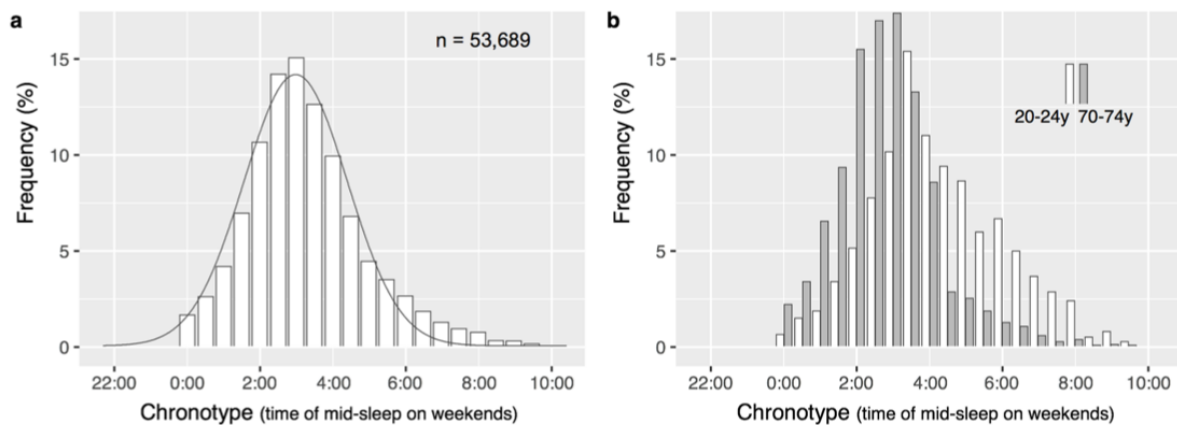 a
n = 53,689
15
10
5
0
Frequency (%)
22:00 0:00 2:00 4:00 6:00 8:00 10:00
Chronotype (time of mid-sleep on weekends)
b
20-24y 70-74y
15
10
5
0
Frequency (%)
22:00 0:00 2:00 4:00 6:00 8:00 10:00
Chronotype (time of mid-sleep on weekends)